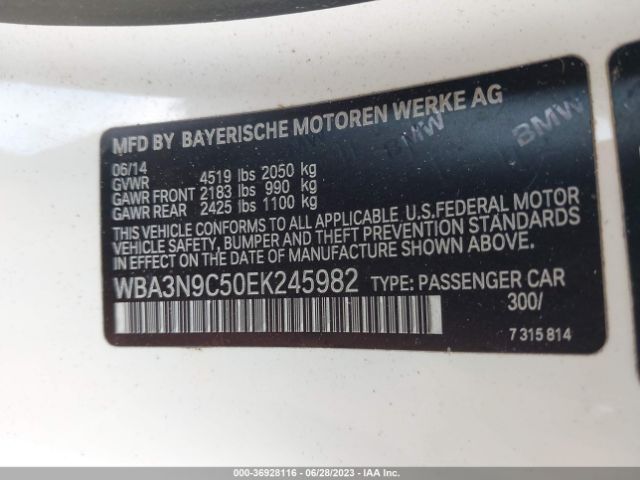 MFD BY BAYERISCHE MOTOREN WERKE AG
06/14
GVWR 4519 lbs 2050 kg
GAWR FRONT 2183 lbs 990 kg
GAWR REAR 2425 lbs 1100 kg
THIS VEHICLE CONFORMS TO ALL APPLICABLE U.S.FEDERAL MOTOR
VEHICLE SAFETY, BUMPER AND THEFT PREVENTION STANDARDS
IN EFFECT ON THE DATE OF MANUFACTURE SHOWN ABOVE.
WBA3N9C50EK245982 TYPE: PASSENGER CAR
300/
7 315 814
BMW
BMW
000-36928116 - 06/28/2023 - IAAI.CA